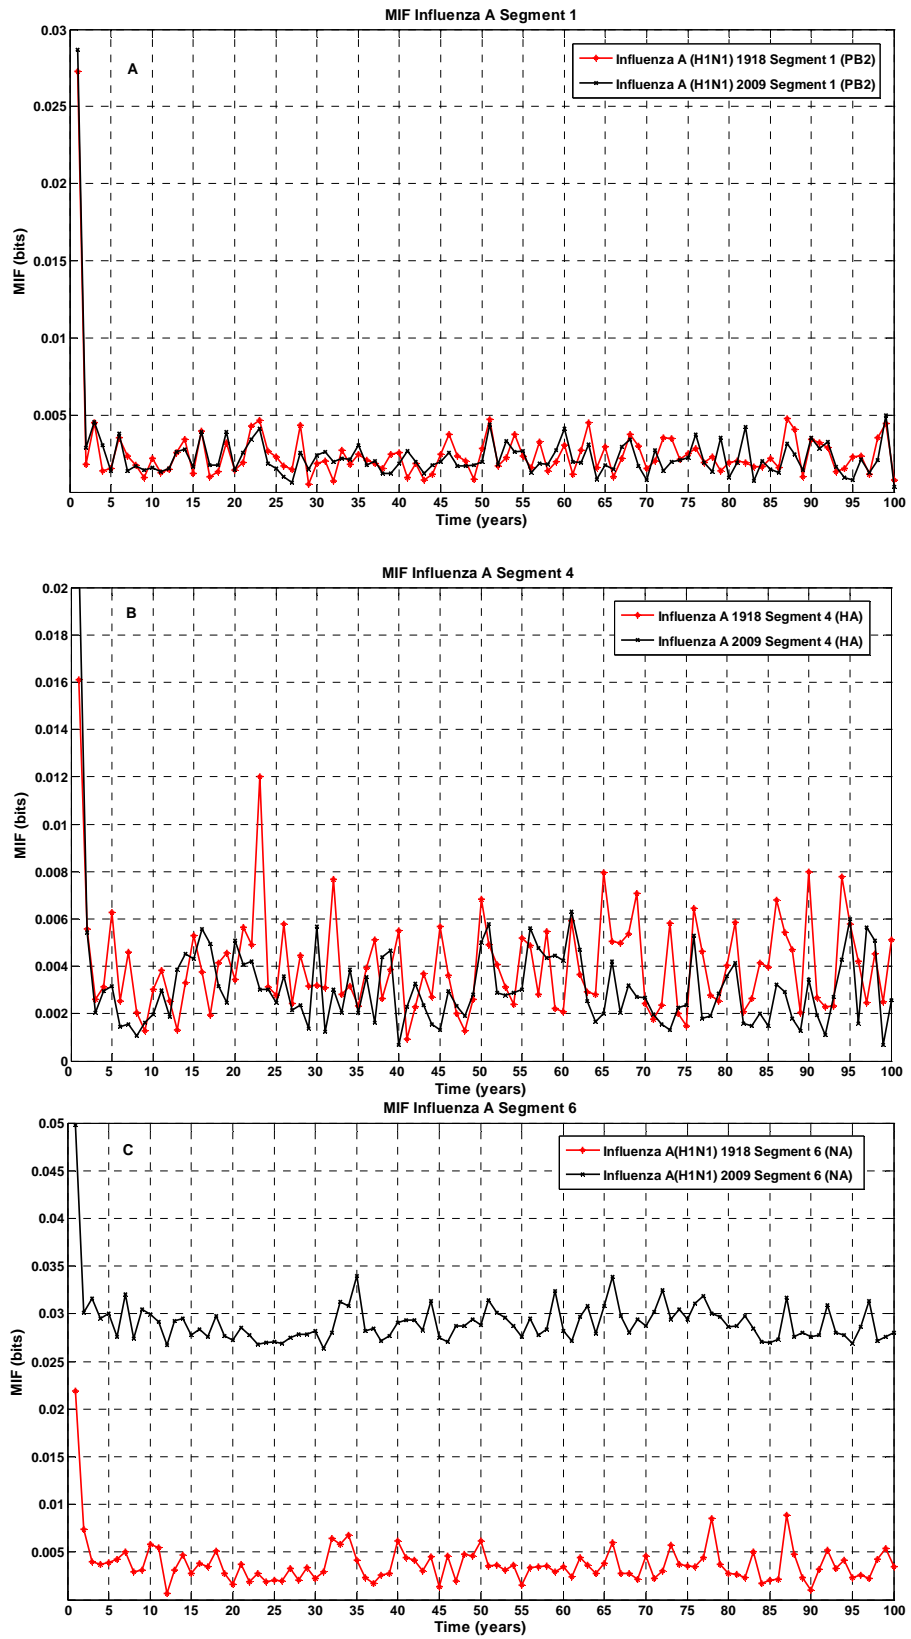 MIF Influenza A Segment 1
0.03
0.025
0.02
0.015
0.01
0.005
0
MIF (bits)
A
Influenza A (H1N1) 1918 Segment 1 (PB2)
Influenza A (H1N1) 2009 Segment 1 (PB2)
0 5 10 15 20 25 30 35 40 45 50 55 60 65 70 75 80 85 90 95 100
Time (years)
MIF Influenza A Segment 4
0.02
0.018
0.016
0.014
0.012
0.01
0.008
0.006
0.004
0.002
0
MIF (bits)
B
Influenza A 1918 Segment 4 (HA)
Influenza A 2009 Segment 4 (HA)
0 5 10 15 20 25 30 35 40 45 50 55 60 65 70 75 80 85 90 95 100
Time (years)
MIF Influenza A Segment 6
0.05
0.045
0.04
0.035
0.03
0.025
0.02
0.015
0.01
0.005
MIF (bits)
C
Influenza A(H1N1) 1918 Segment 6 (NA)
Influenza A(H1N1) 2009 Segment 6 (NA)
0 5 10 15 20 25 30 35 40 45 50 55 60 65 70 75 80 85 90 95 100
Time (years)